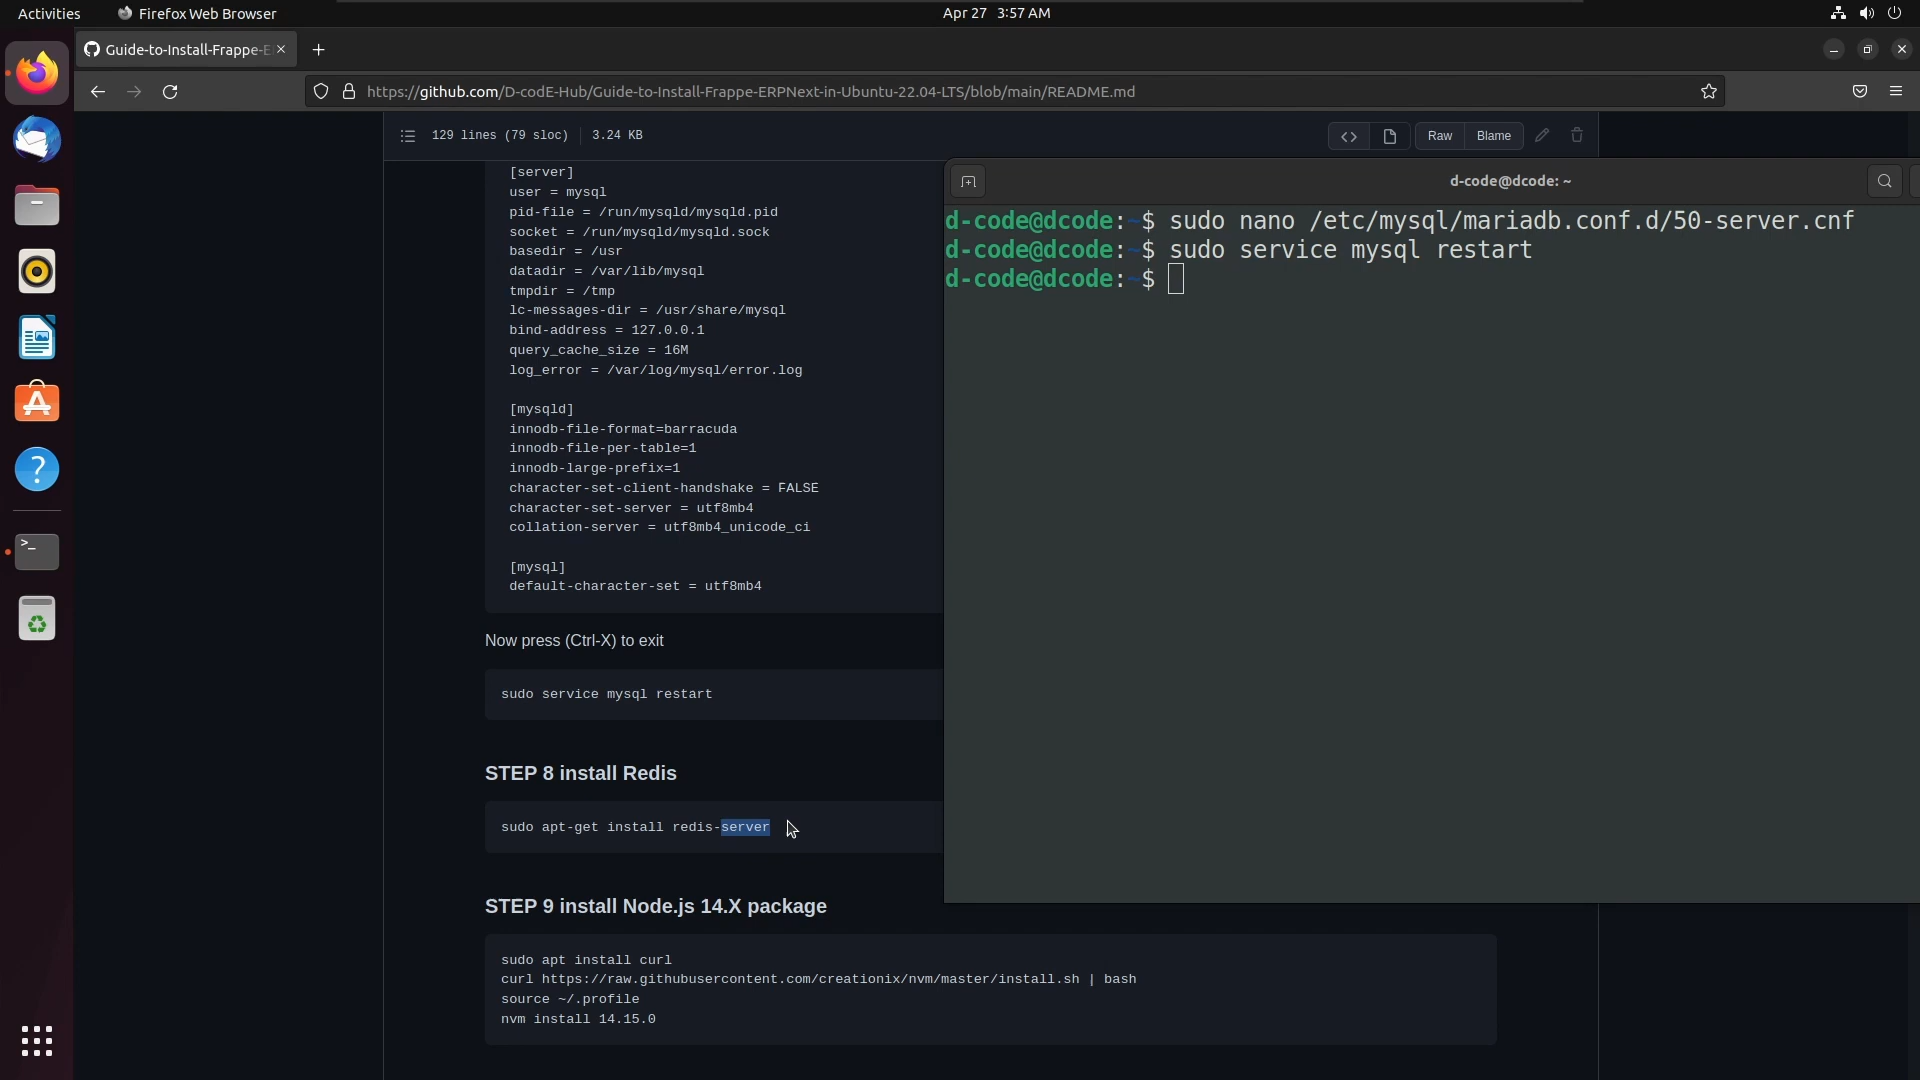 Activities
Firefox Web Browser
Apr 27 3:57 AM
Guide-to-Install-Frappe-E
https://github.com/D-codE-Hub/Guide-to-Install-Frappe-ERPNext-in-Ubuntu-22.04-LTS/blob/main/README.md
129 lines (79 sloc)
3.24 KB
Raw
Blame
[server]
user = mysql
pid-file = /run/mysqld/mysqld.pid
socket = /run/mysqld/mysqld.sock
basedir = /usr
datadir = /var/lib/mysql
tmpdir = /tmp
lc-messages-dir = /usr/share/mysql
bind-address = 127.0.0.1
query_cache_size = 16M
log_error = /var/log/mysql/error.log
[mysqld]
innodb-file-format=barracuda
innodb-file-per-table=1
innodb-large-prefix=1
character-set-client-handshake = FALSE
character-set-server = utf8mb4
collation-server = utf8mb4_unicode_ci
[mysql]
default-character-set = utf8mb4
Now press (Ctrl-X) to exit
sudo service mysql restart
STEP 8 install Redis
sudo apt-get install redis-server
STEP 9 install Node.js 14.X package
sudo apt install curl
curl https://raw.githubusercontent.com/creationix/nvm/master/install.sh | bash
source ~/.profile
nvm install 14.15.0
d-code@dcode: ~
d-code@dcode:~$ sudo nano /etc/mysql/mariadb.conf.d/50-server.cnf
d-code@dcode:~$ sudo service mysql restart
d-code@dcode:~$